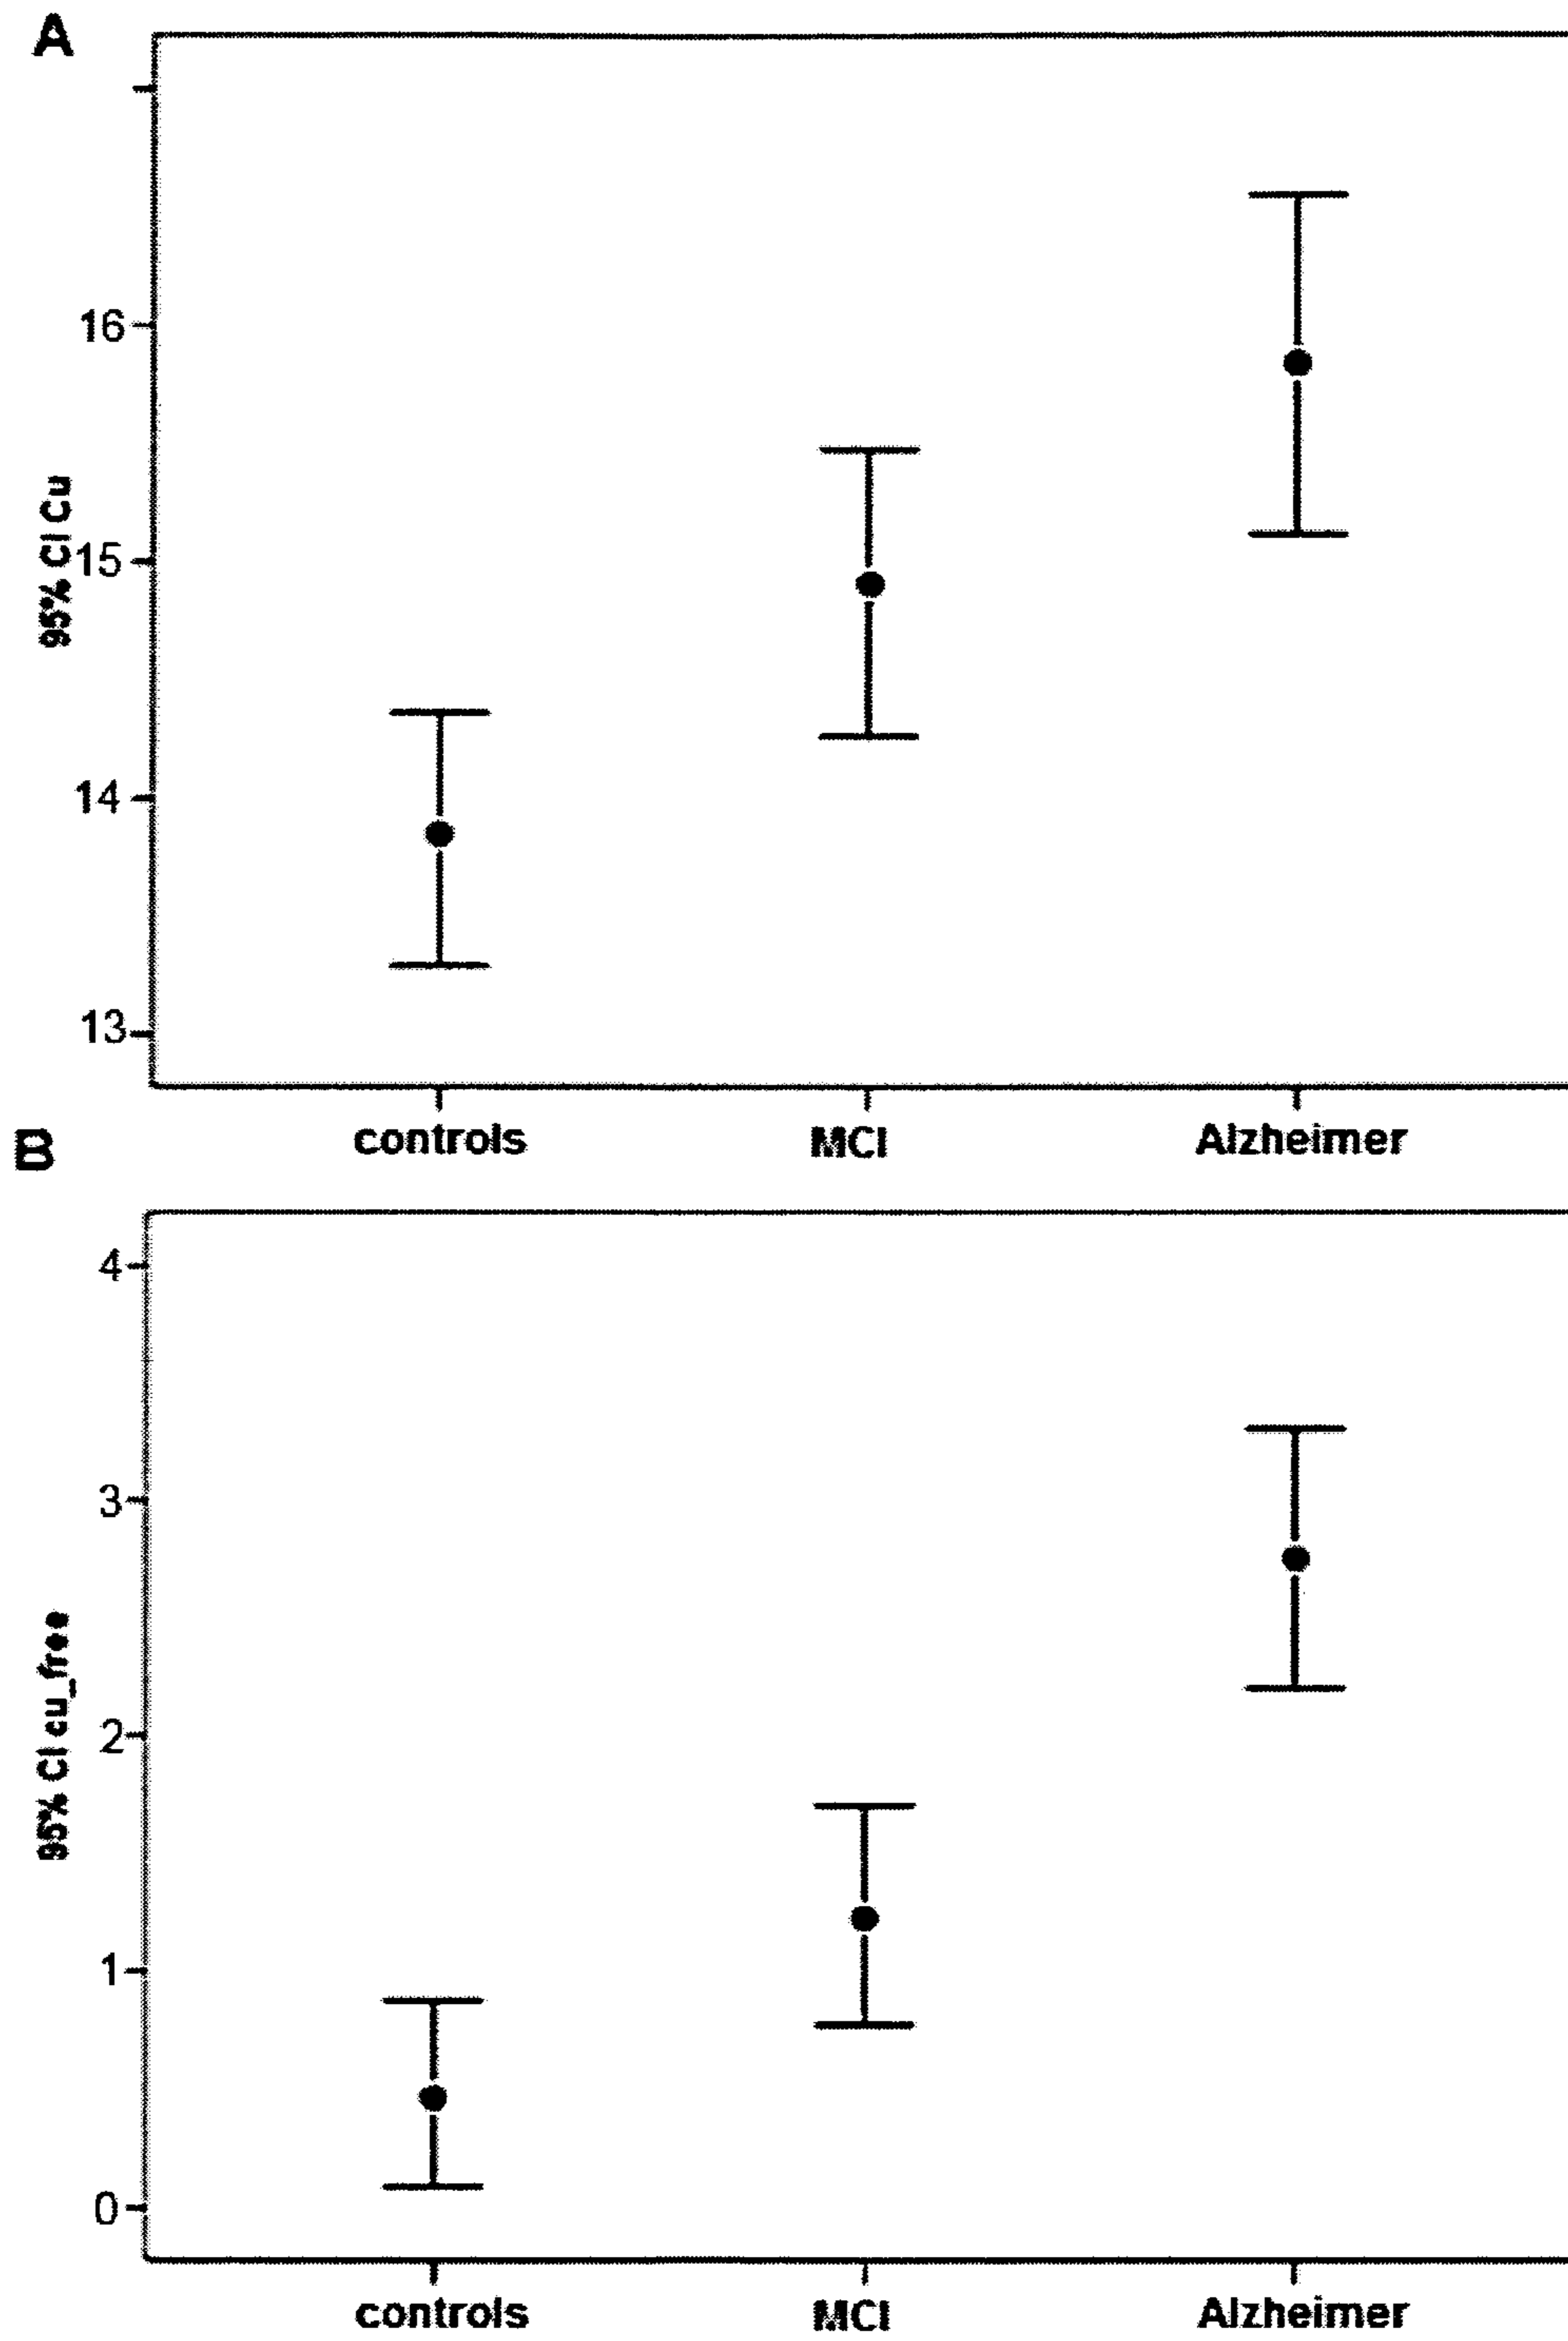 A
95% CI Cu
16
15
14
13
controls MCI Alzheimer
B
95% CI cu_free
4
3
2
1
0
controls MCI Alzheimer